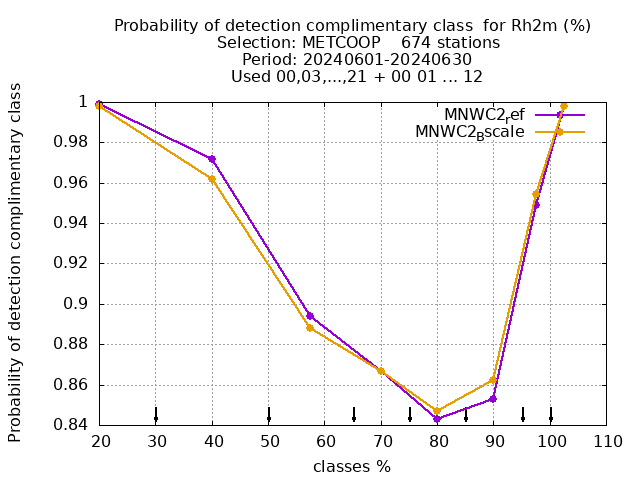 Probability of detection complimentary class  for Rh2m (%)
Selection: METCOOP    674 stations
Period: 20240601-20240630
Used 00,03,...,21 + 00 01 ... 12
Probability of detection complimentary class
1
0.98
0.96
0.94
0.92
0.9
0.88
0.86
0.84
MNWC2ref
MNWC2Bscale
20 30 40 50 60 70 80 90 100 110
classes %